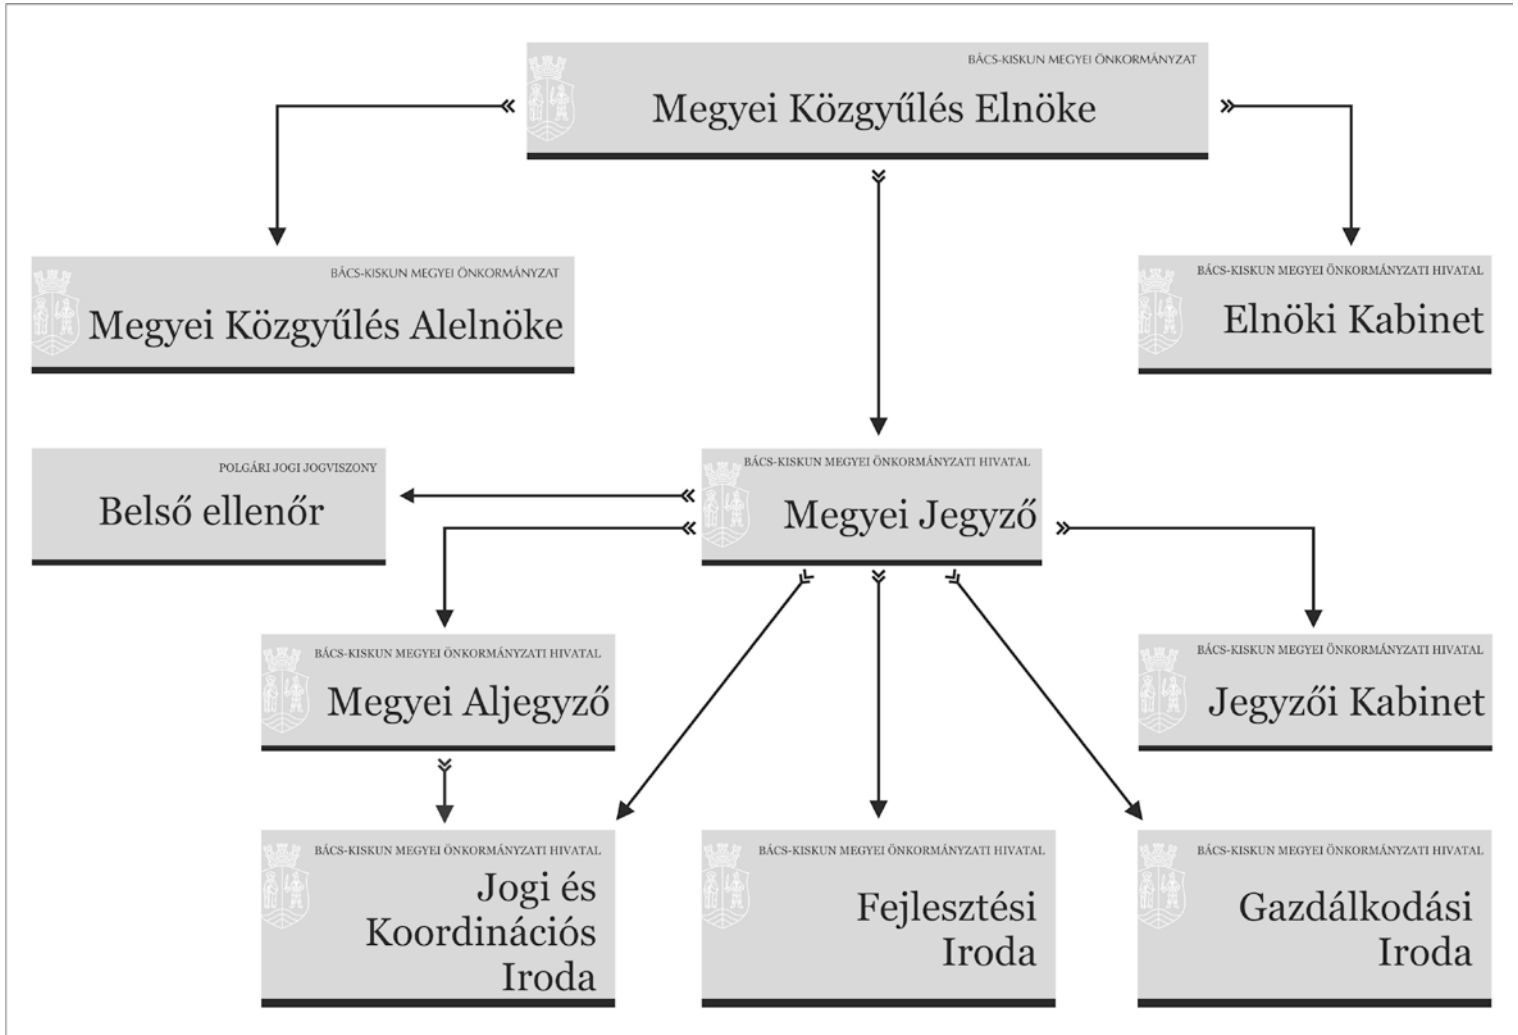 BÁCS-KISKUN MEGYEI ÖNKORMÁNYZAT
Megyei Közgyűlés Elnöke
BÁCS-KISKUN MEGYEI ÖNKORMÁNYZAT
Megyei Közgyűlés Alelnöke
BÁCS-KISKUN MEGYEI ÖNKORMÁNYZATI HIVATAL
Elnöki Kabinet
POLGÁRI JOGI JOGVISZONY
Belső ellenőr
BÁCS-KISKUN MEGYEI ÖNKORMÁNYZATI HIVATAL
Megyei Jegyző
BÁCS-KISKUN MEGYEI ÖNKORMÁNYZATI HIVATAL
Megyei Aljegyző
BÁCS-KISKUN MEGYEI ÖNKORMÁNYZATI HIVATAL
Jegyzői Kabinet
BÁCS-KISKUN MEGYEI ÖNKORMÁNYZATI HIVATAL
Jogi és
Koordinációs
Iroda
BÁCS-KISKUN MEGYEI ÖNKORMÁNYZATI HIVATAL
Fejlesztési
Iroda
BÁCS-KISKUN MEGYEI ÖNKORMÁNYZATI HIVATAL
Gazdálkodási
Iroda